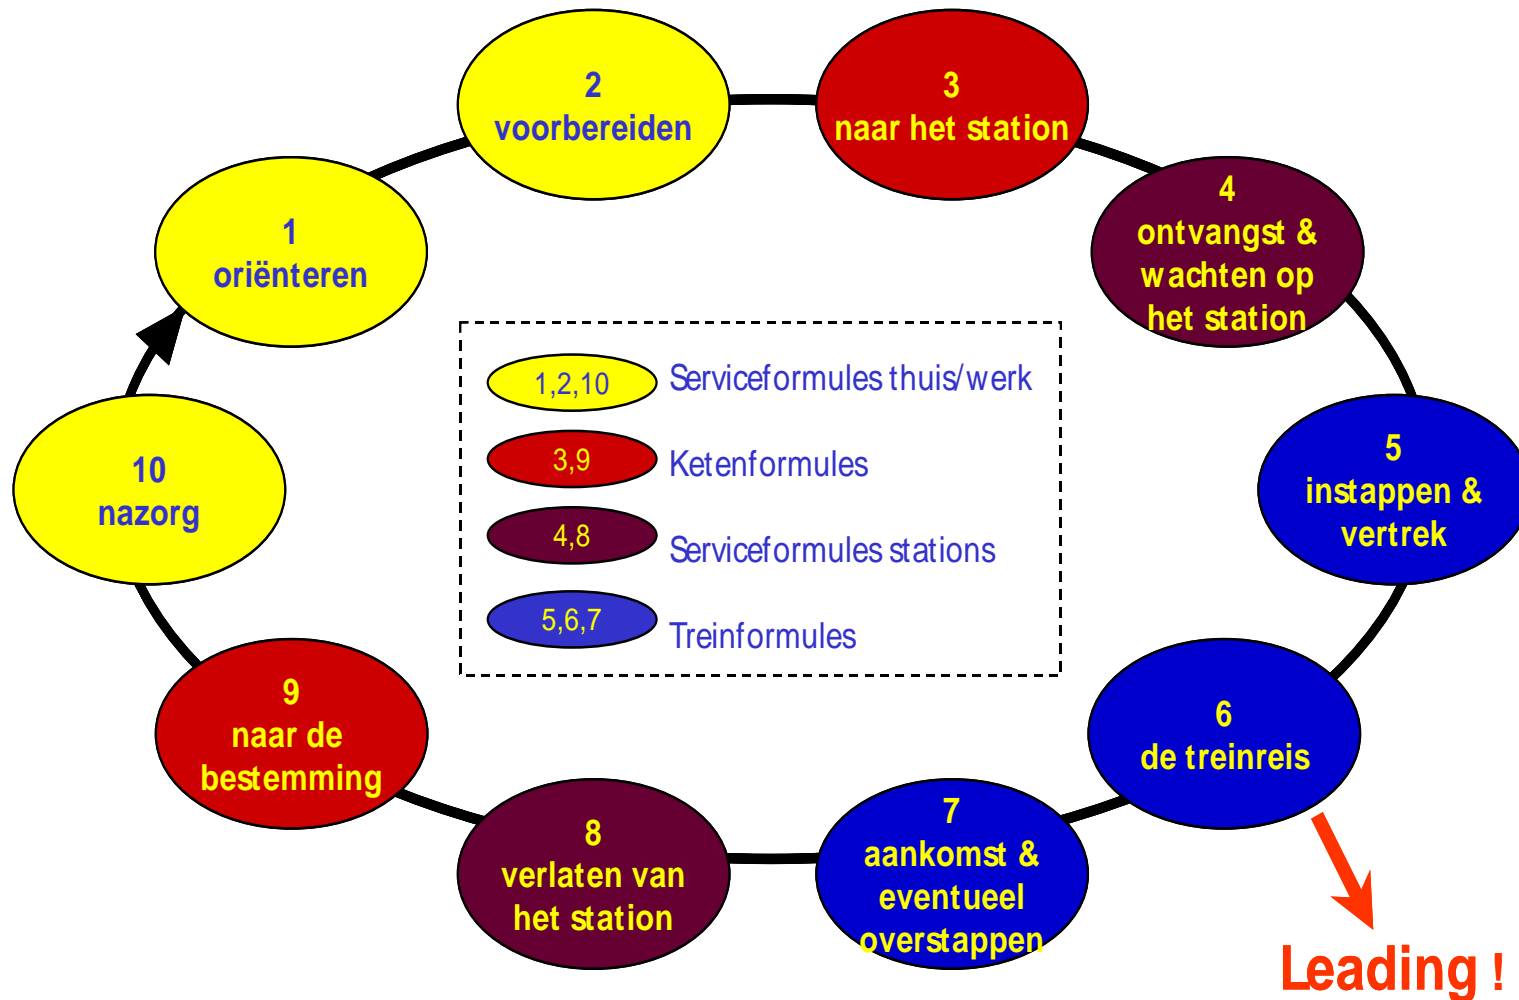 2
voorbereiden
3
naar het station
1
oriënteren
4
ontvangst &
wachten op
het station
1,2,10 Serviceformules thuis/werk
3,9 Ketenformules
4,8 Serviceformules stations
5,6,7 Treinformules
5
instappen &
vertrek
10
nazorg
6
de treinreis
9
naar de
bestemming
7
aankomst &
eventueel
overstappen
8
verlaten van
het station
Leading !